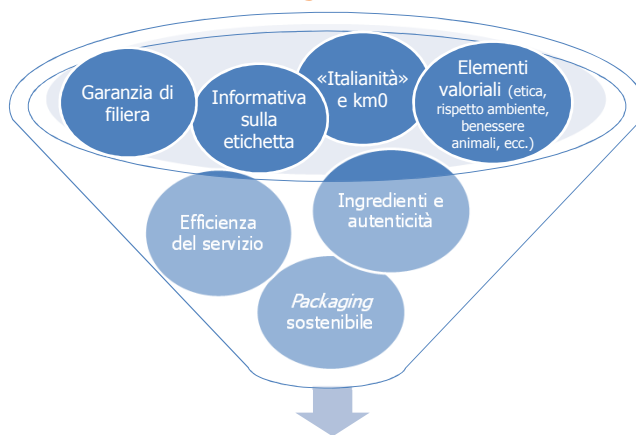 Garanzia di
filiera
Informativa
sulla
etichetta
«Italianità»
e km0
Elementi
valoriali (etica,
rispetto ambiente,
benessere
animali, ecc.)
Efficienza
del servizio
Ingredienti e
autenticità
Packaging
sostenibile